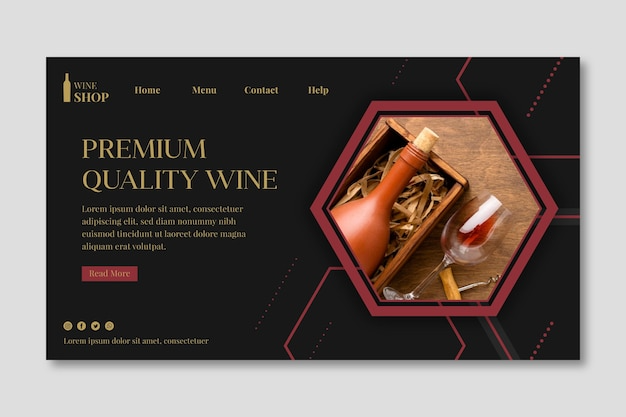 WINE
SHOP
Home Menu Contact Help
PREMIUM
QUALITY WINE
Lorem ipsum dolor sit amet,
consectetuer adipiscing elit, sed
diam nonummy nibh euismod
tincidunt ut laoreet dolore magna
aliquam erat volutpat.
Read More
Lorem ipsum dolor sit amet, consectetuer